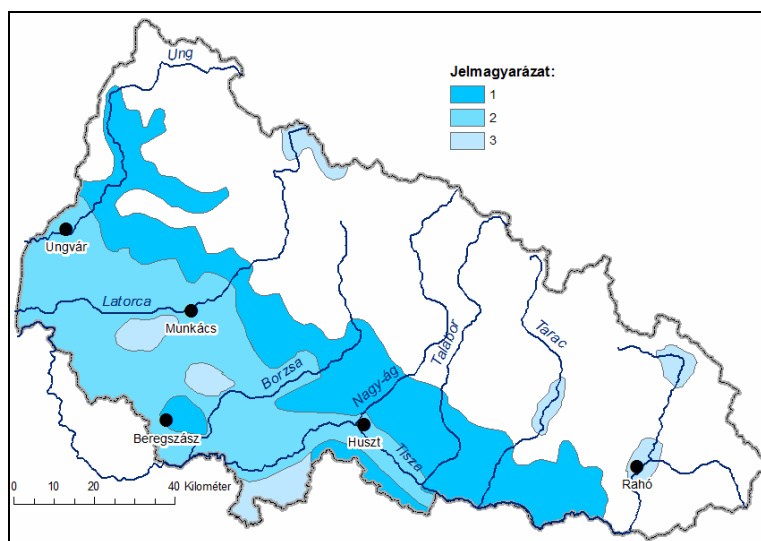 Ung
Jelmagyarázat:
1
2
3
Ungvár
Latorca
Munkács
Borzsa
Nagy-ág
Talabor
Tarac
Beregszász
Huszt
Tisza
Rahó
0 10 20 40 Kilométer